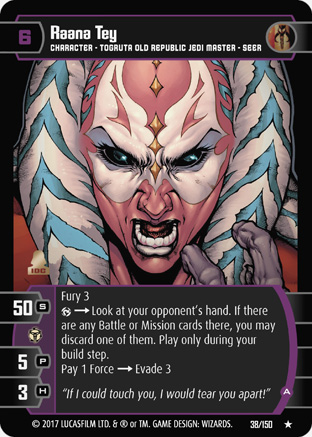 6
Raana Tey
CHARACTER - TOGRUTA OLD REPUBLIC JEDI MASTER - SEER
IDC
50 S
5 P
3 H
Fury 3
→ Look at your opponent's hand. If there
are any Battle or Mission cards there, you may
discard one of them. Play only during your
build step.
Pay 1 Force → Evade 3
"If I could touch you, I would tear you apart!"
A
© 2017 LUCASFILM LTD. & ® or TM. GAME DESIGN: WIZARDS.
38/150 ★